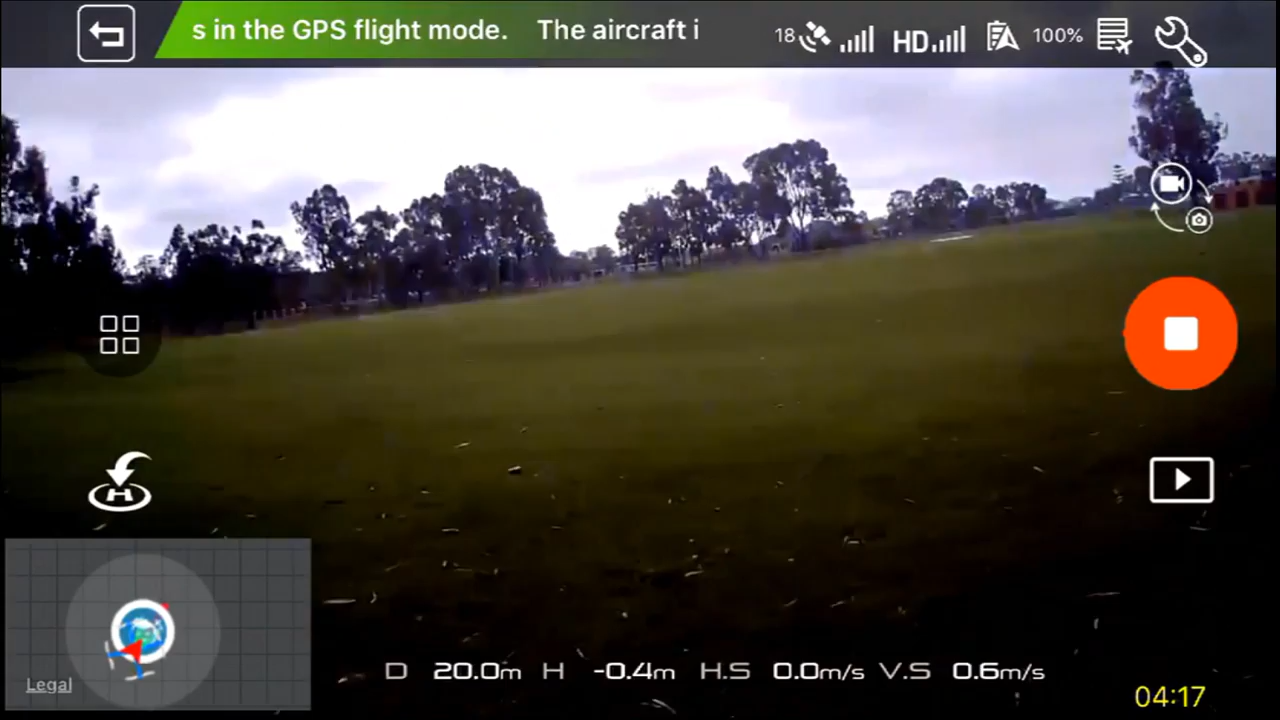 s in the GPS flight mode. The aircraft i
18
HD
A
100%
H
Legal
D 20.0m H -0.4m H.S 0.0m/s V.S 0.6m/s
04:17